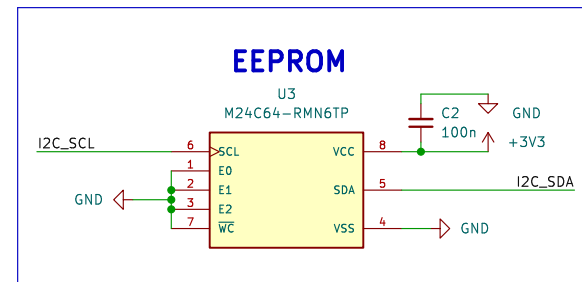 EEPROM
U3
M24C64-RMN6TP
C2
100n
GND
+3V3
I2C_SCL
6 SCL VCC 8
1 E0
2 E1 SDA 5
I2C_SDA
GND
3 E2
7 WC VSS 4
GND